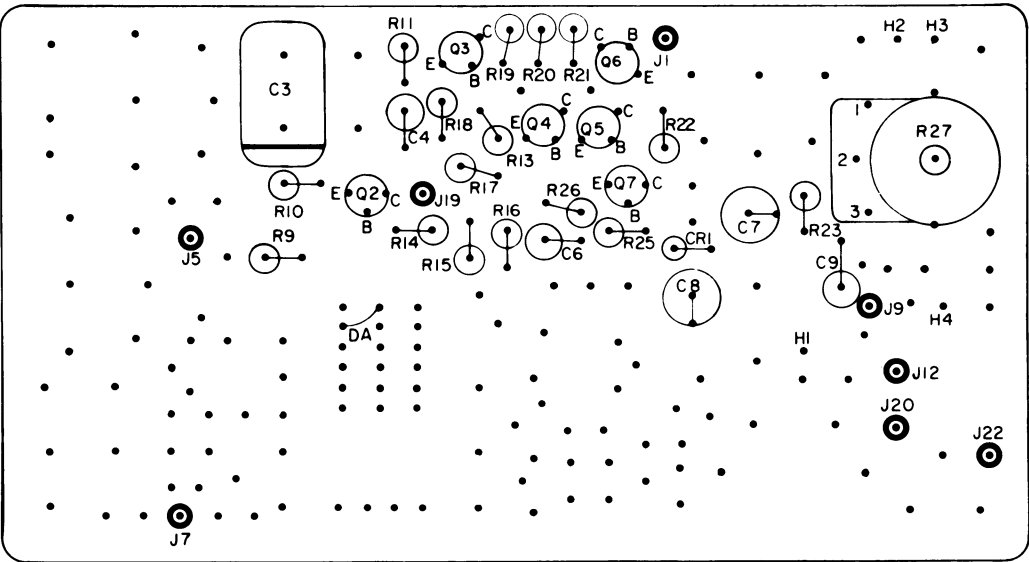 R11
C
Q3
E
B
R19
R20
R21
C
B
Q6
E
J1
H2
H3
C3
C4
R18
R13
C
E
Q4
B
C
Q5
E
B
R22
1
2
3
R27
R17
R10
E
Q2
C
B
J19
R26
E
Q7
C
B
C7
R23
J5
R9
R14
R15
R16
C6
R25
CR1
C9
C8
J9
H4
DA
H1
J12
J20
J22
J7